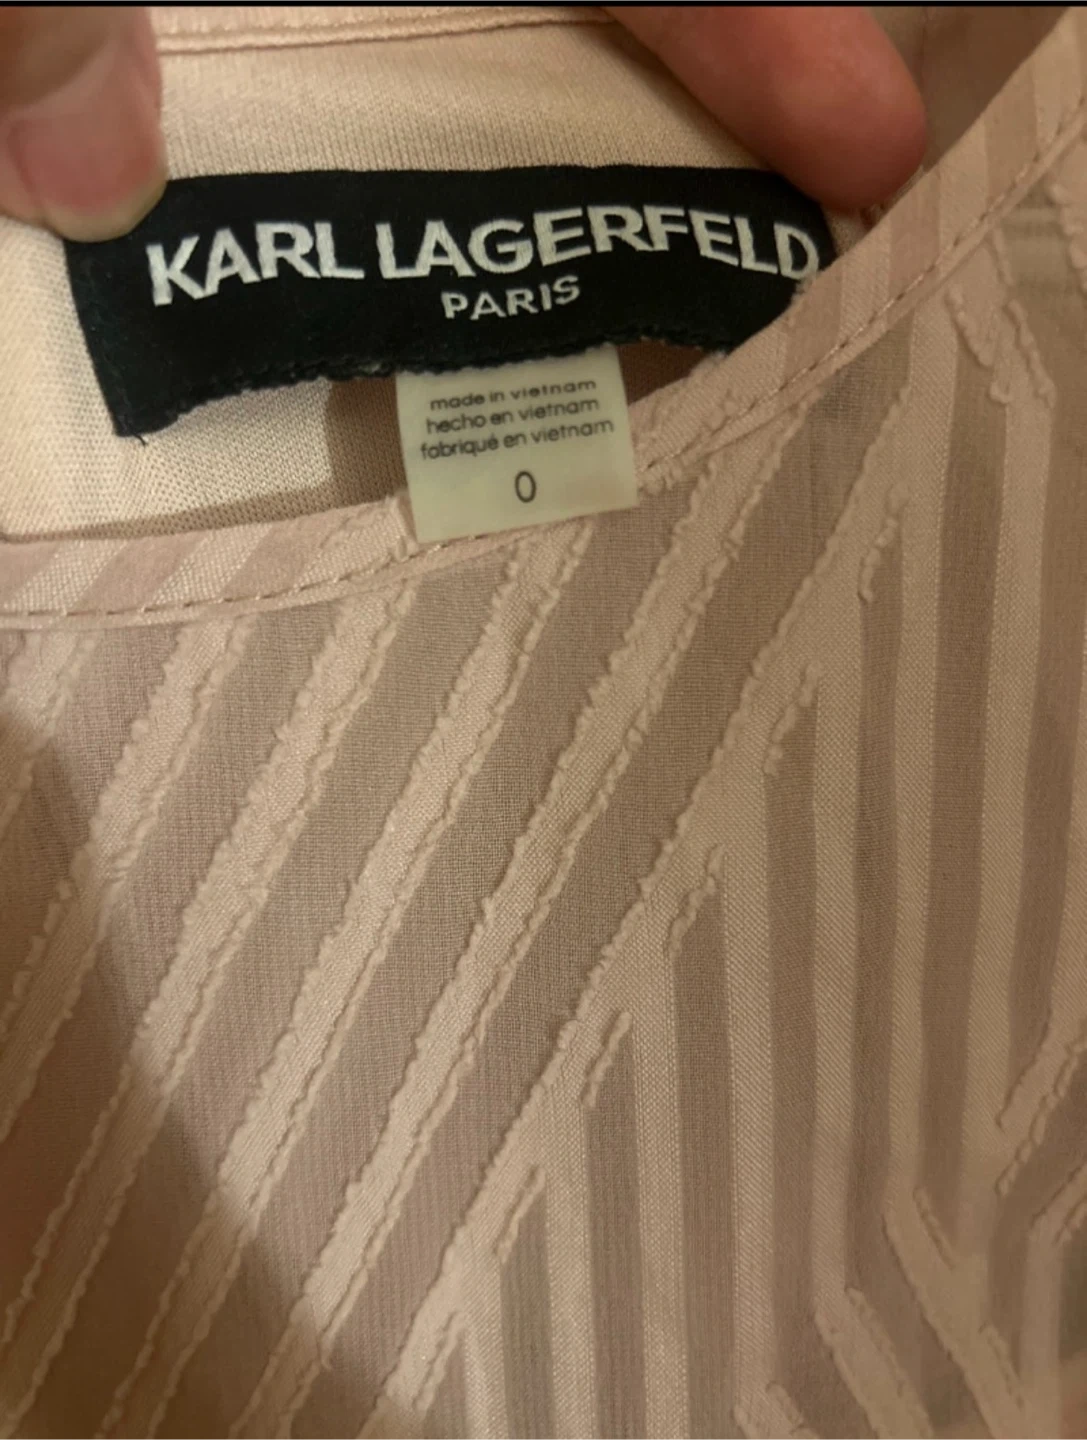 KARL LAGERFELD
PARIS
made in vietnam
hecho en vietnam
fabriqué en vietnam
0